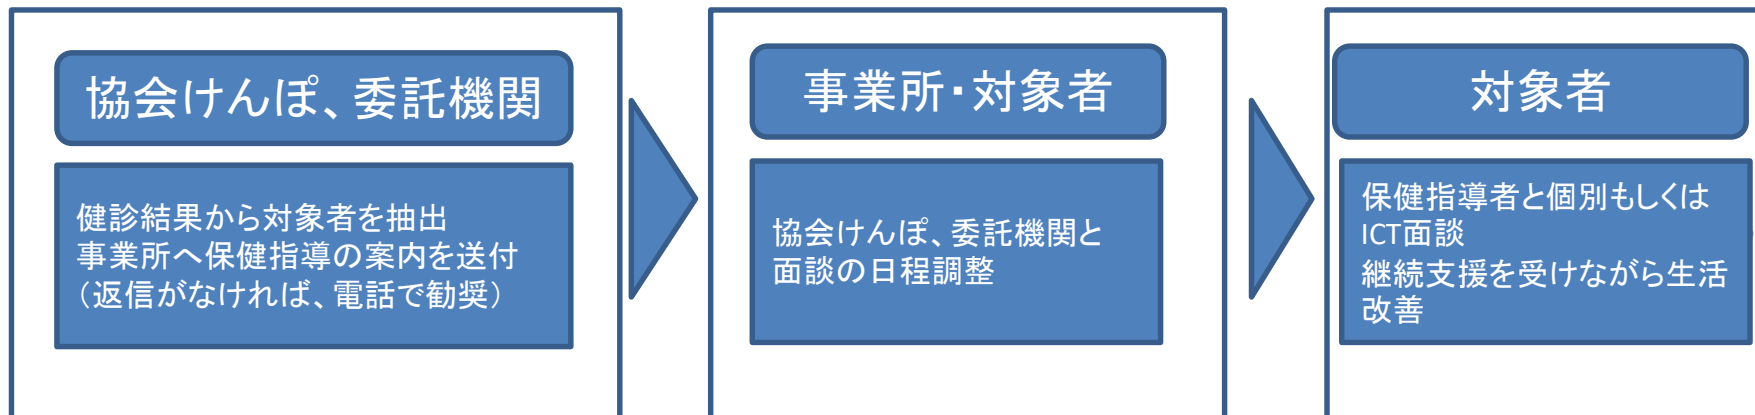 協会けんぽ、委託機関
健診結果から対象者を抽出
事業所へ保健指導の案内を送付
（返信がなければ、電話で勧奨）
事業所・対象者
協会けんぽ、委託機関と
面談の日程調整
対象者
保健指導者と個別もしくは
ICT面談
継続支援を受けながら生活
改善